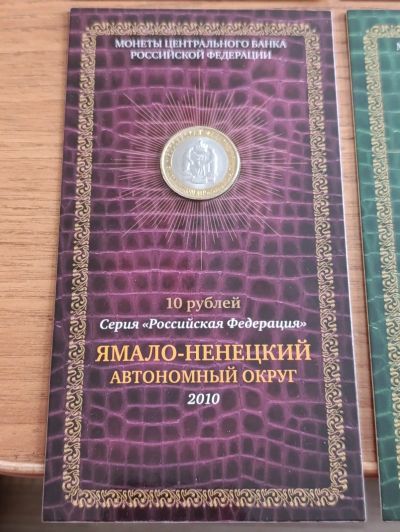 МОНЕТЫ ЦЕНТРАЛЬНОГО БАНКА
РОССИЙСКОЙ ФЕДЕРАЦИИ
10 рублей
Серия «Российская Федерация»
ЯМАЛО-НЕНЕЦКИЙ
АВТОНОМНЫЙ ОКРУГ
2010